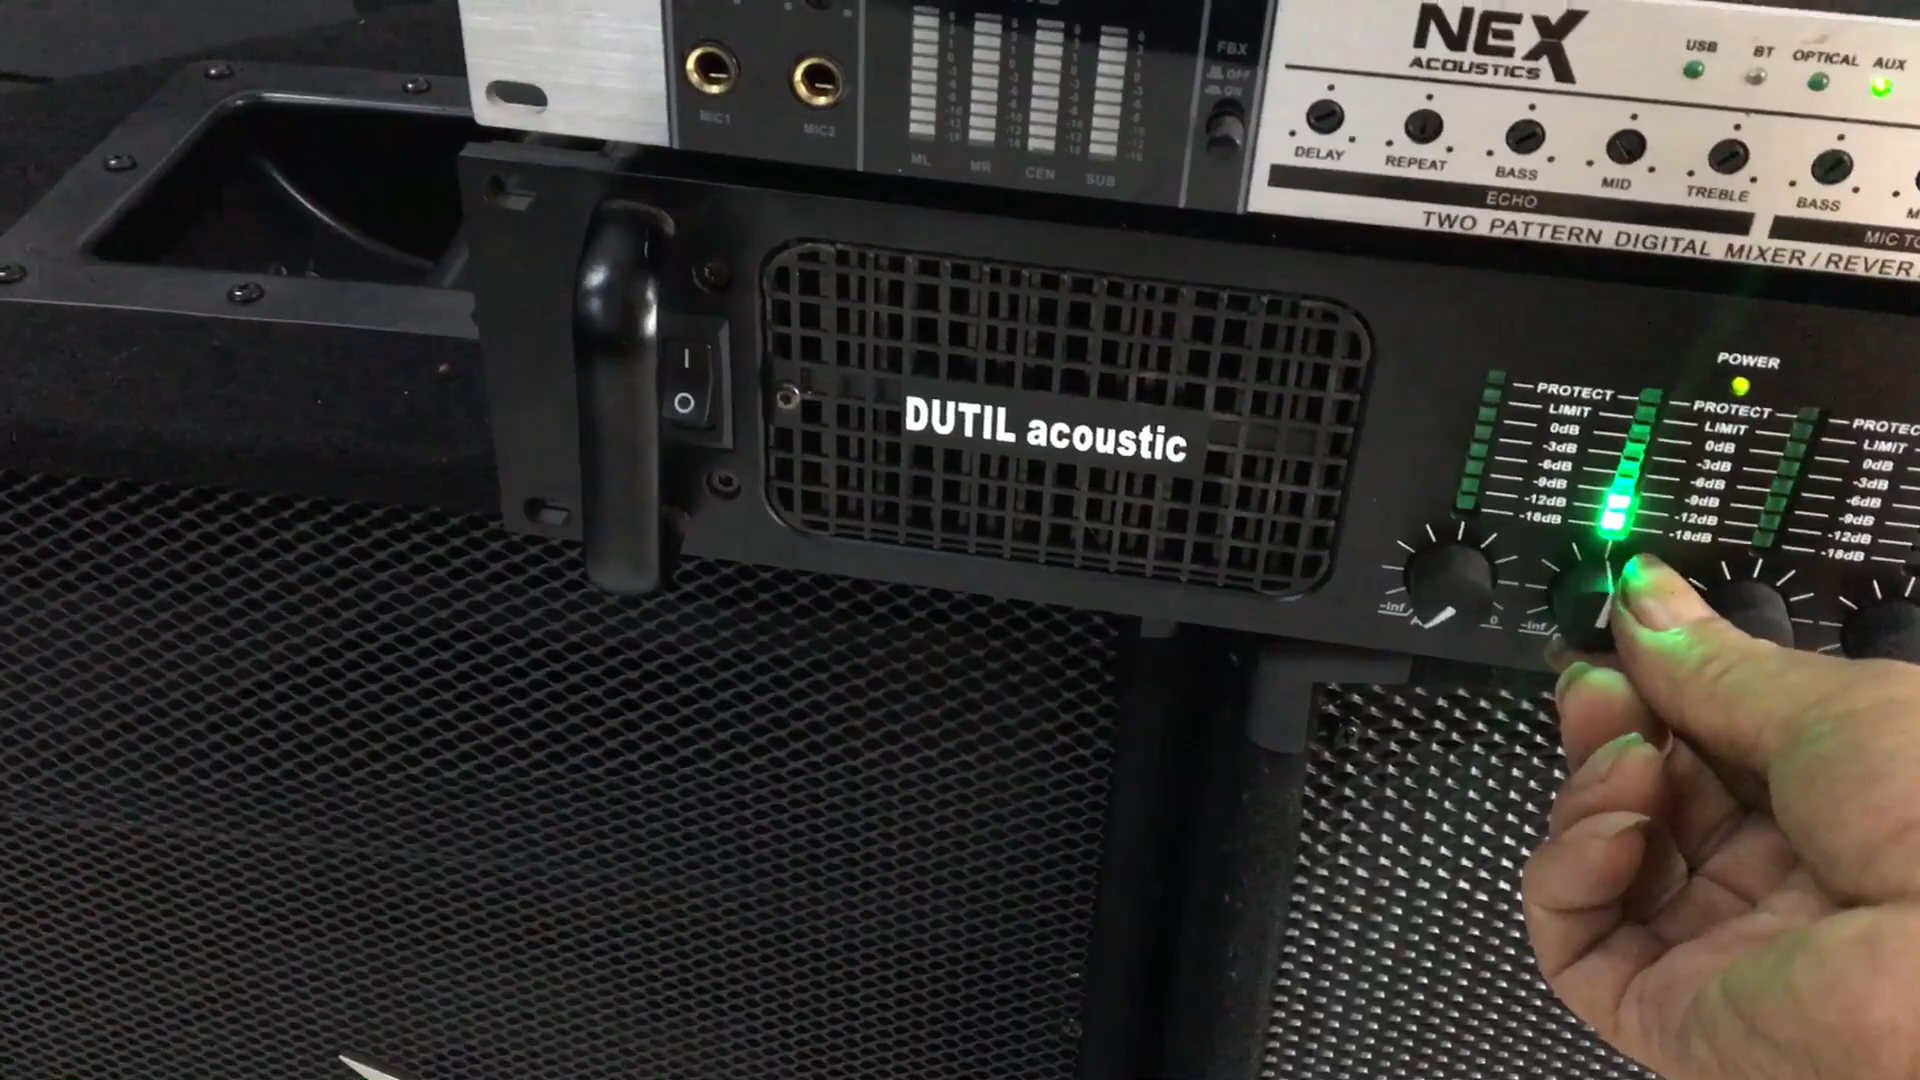 NEX
ACOUSTICS
USB BT OPTICAL AUX
FBX
OFF
ON
MIC1 MIC2
ML MR CEN SUB
DELAY REPEAT BASS MID TREBLE BASS
ECHO
TWO PATTERN DIGITAL MIXER/REVER
POWER
DUTIL acoustic
PROTECT
LIMIT
0dB
-3dB
-6dB
-9dB
-12dB
-18dB
PROTECT
LIMIT
0dB
-3dB
-6dB
-9dB
-12dB
-18dB
PROTEC
LIMIT
0dB
-3dB
-6dB
-9dB
-12dB
-18dB
-Inf 0 -Inf